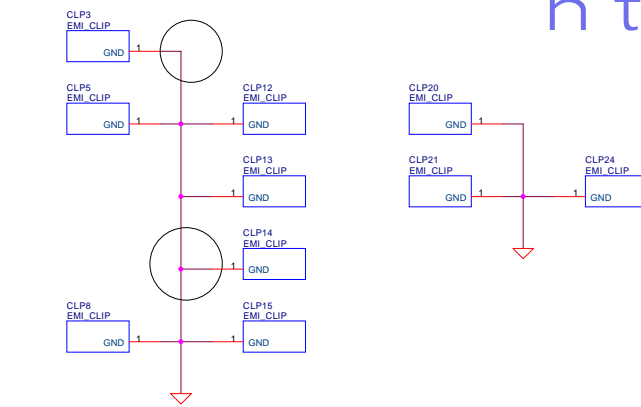 h t
CLP3
EMI_CLIP
GND 1
CLP5
EMI_CLIP
GND 1
CLP12
EMI_CLIP
1 GND
CLP13
EMI_CLIP
1 GND
CLP14
EMI_CLIP
1 GND
CLP8
EMI_CLIP
GND 1
CLP15
EMI_CLIP
1 GND
CLP20
EMI_CLIP
GND 1
CLP21
EMI_CLIP
GND 1
CLP24
EMI_CLIP
1 GND